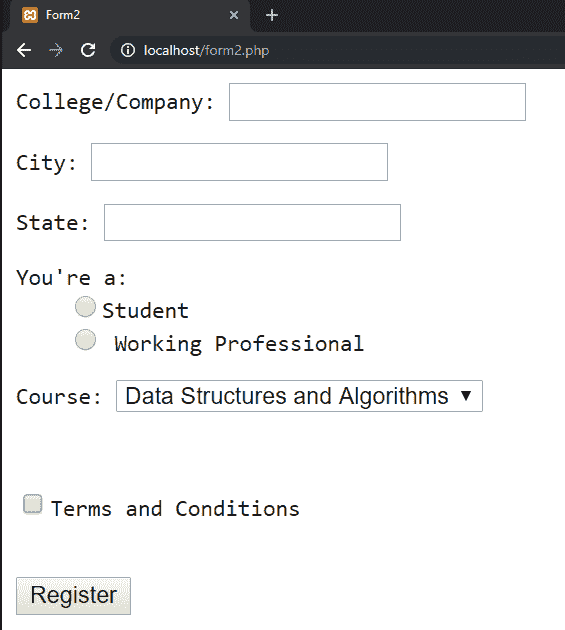 Form2
localhost/form2.php
College/Company:
City:
State:
You're a:
Student
Working Professional
Course: Data Structures and Algorithms
Terms and Conditions
Register